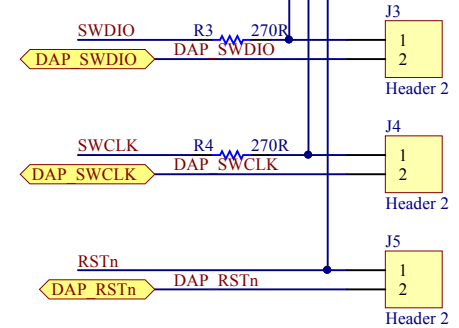 J3
SWDIO R3 270R
1
DAP_SWDIO DAP_SWDIO 2
Header 2
J4
SWCLK R4 270R
1
DAP_SWCLK DAP_SWCLK 2
Header 2
J5
RSTn 1
DAP_RSTn DAP_RSTn 2
Header 2